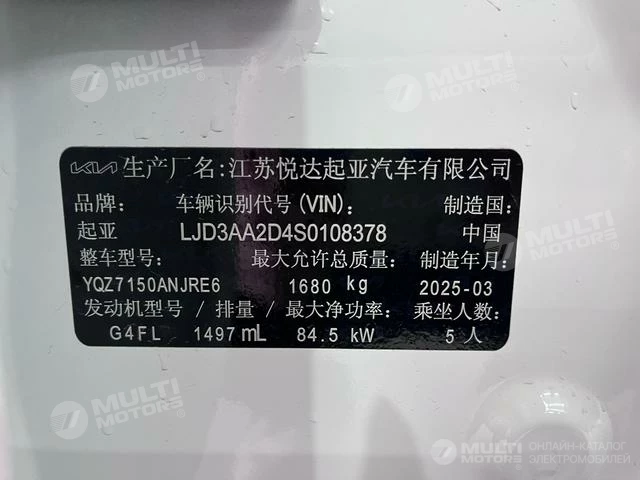 KIA 生产厂名:江苏悦达起亚汽车有限公司
品牌: 车辆识别代号(VIN): 制造国:
起亚 LJD3AA2D4S0108378 中国
整车型号: 最大允许总质量: 制造年月:
YQZ7150ANJRE6 1680 kg 2025-03
发动机型号/排量/最大净功率: 乘坐人数:
G4FL 1497 mL 84.5 kW 5人
MULTI MOTORS®
MULTI MOTORS®
MULTI MOTORS®
MULTI MOTORS®
MULTI MOTORS
ОНЛАЙН-КАТАЛОГ
ЭЛЕКТРОМОБИЛЕЙ